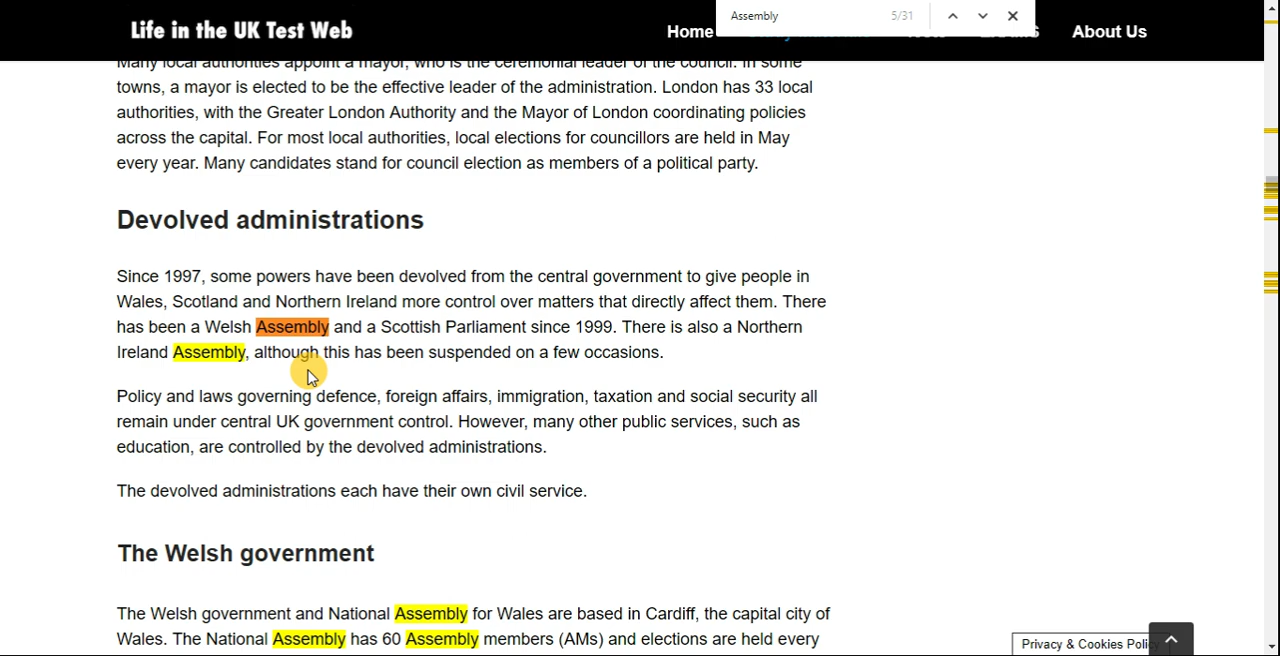 Life in the UK Test Web
Home
About Us
Assembly 5/31
Many local authorities appoint a mayor, who is the ceremonial leader of the council. In some
towns, a mayor is elected to be the effective leader of the administration. London has 33 local
authorities, with the Greater London Authority and the Mayor of London coordinating policies
across the capital. For most local authorities, local elections for councillors are held in May
every year. Many candidates stand for council election as members of a political party.
Devolved administrations
Since 1997, some powers have been devolved from the central government to give people in
Wales, Scotland and Northern Ireland more control over matters that directly affect them. There
has been a Welsh Assembly and a Scottish Parliament since 1999. There is also a Northern
Ireland Assembly, although this has been suspended on a few occasions.
Policy and laws governing defence, foreign affairs, immigration, taxation and social security all
remain under central UK government control. However, many other public services, such as
education, are controlled by the devolved administrations.
The devolved administrations each have their own civil service.
The Welsh government
The Welsh government and National Assembly for Wales are based in Cardiff, the capital city of
Wales. The National Assembly has 60 Assembly members (AMs) and elections are held every
Privacy & Cookies Policy